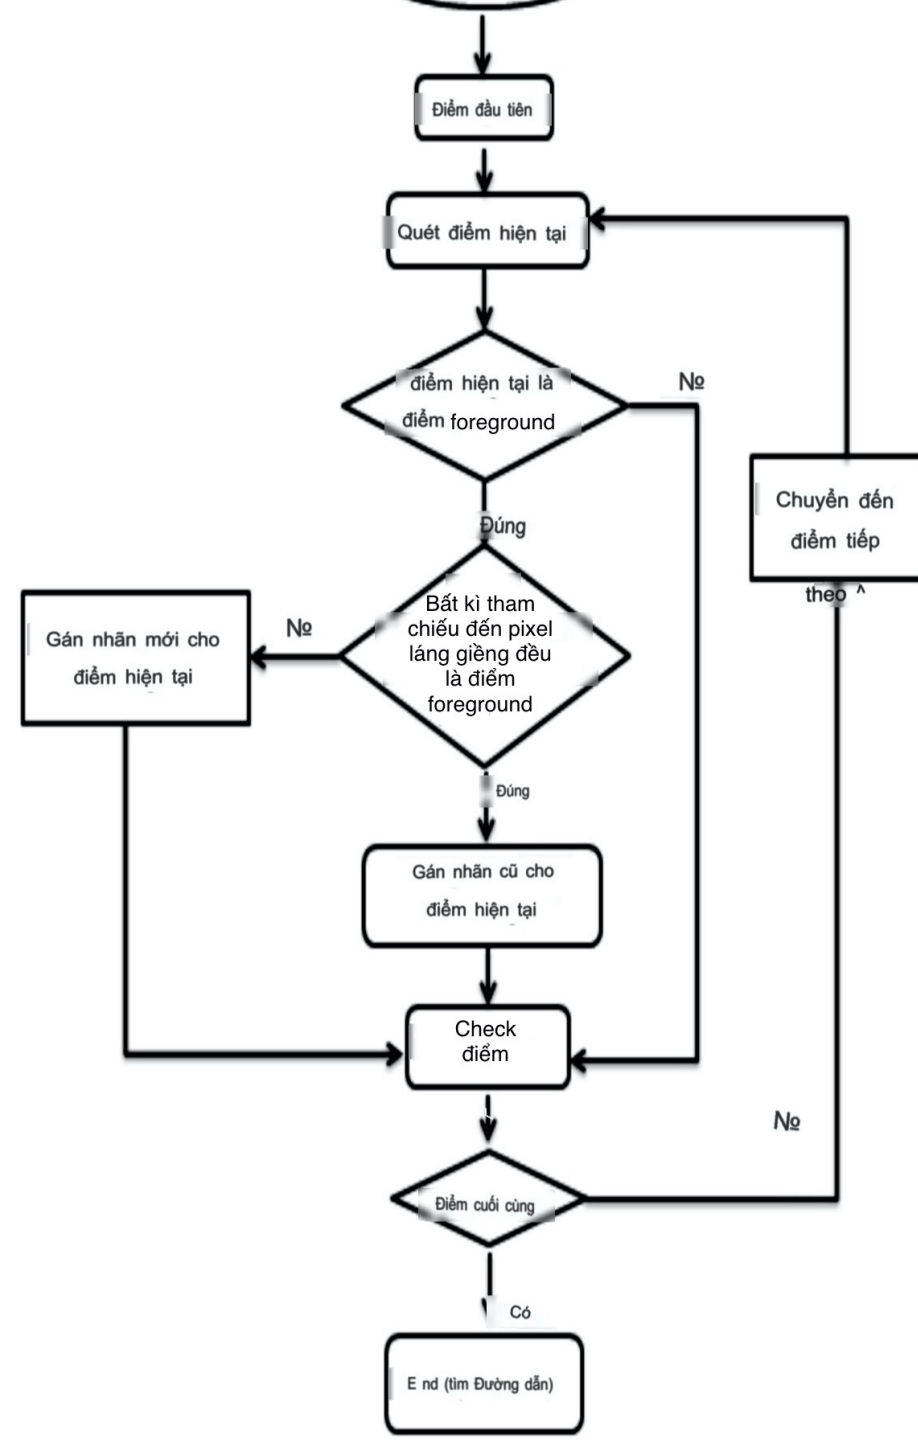 Điểm đầu tiên
Quét điểm hiện tại
điểm hiện tại là
điểm foreground
№
Chuyển đến
điểm tiếp
theo ^
Đúng
Bất kì tham
chiếu đến pixel
láng giềng đều
là điểm
foreground
№
Gán nhãn mới cho
điểm hiện tại
Đúng
Gán nhãn cũ cho
điểm hiện tại
Check
điểm
№
Điểm cuối cùng
Có
E nd (tìm Đường dẫn)